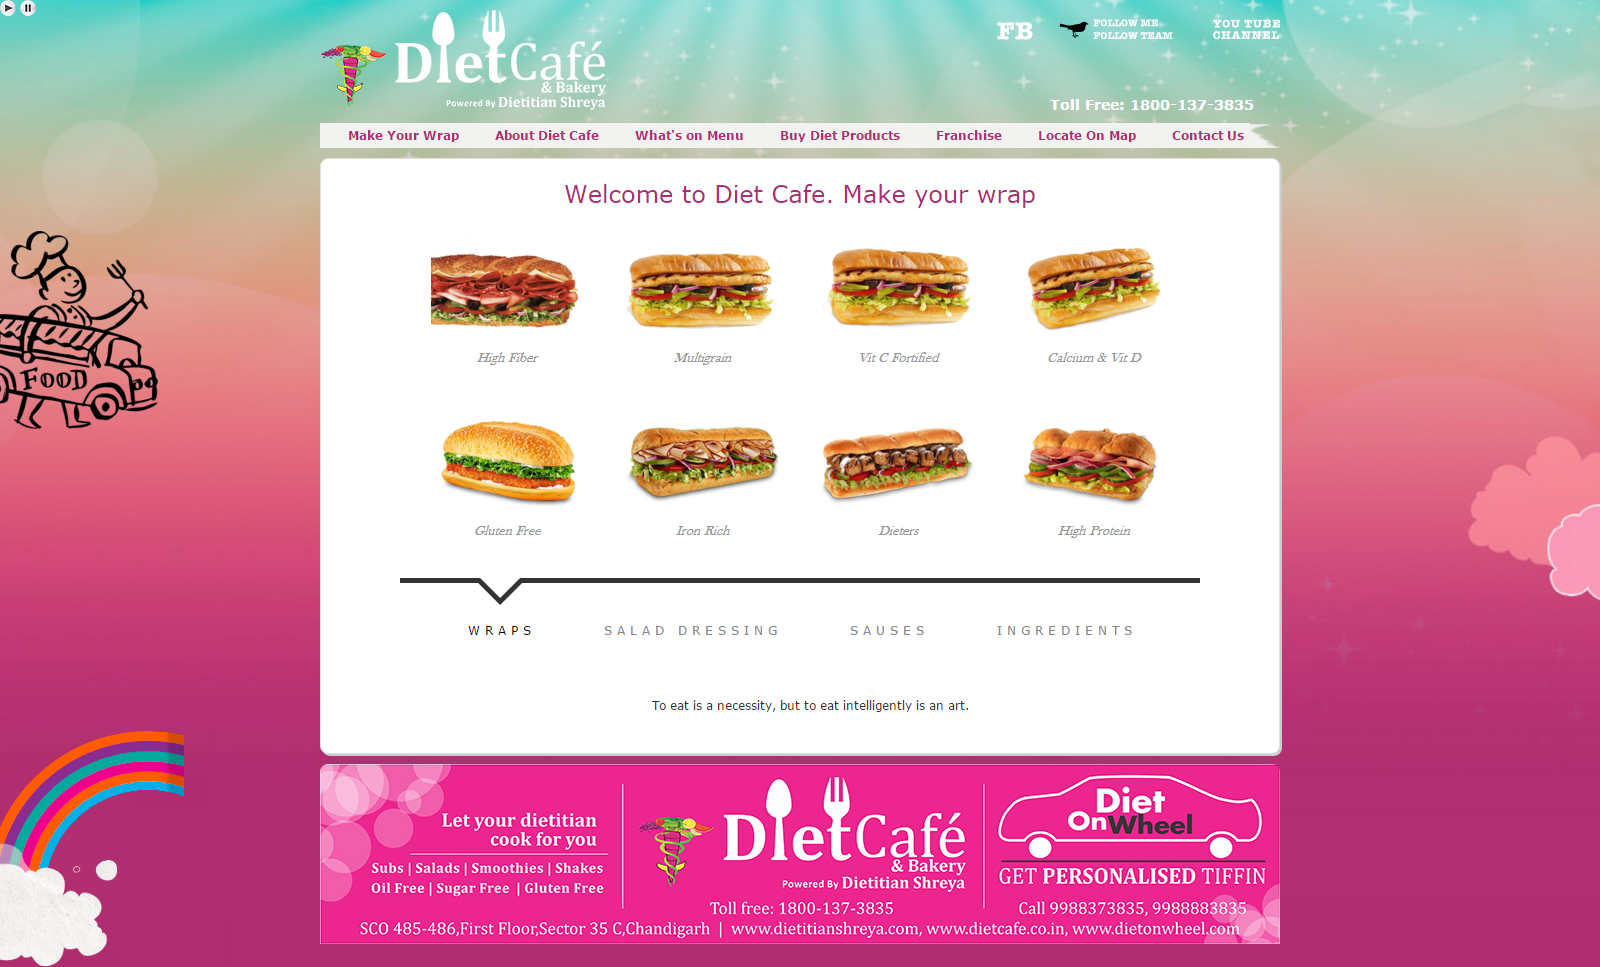 DietCafé
& Bakery
Powered By Dietitian Shreya
FB
FOLLOW ME
FOLLOW TEAM
YOU TUBE
CHANNEL
Toll Free: 1800-137-3835
Make Your Wrap
About Diet Cafe
What's on Menu
Buy Diet Products
Franchise
Locate On Map
Contact Us
Welcome to Diet Cafe. Make your wrap
High Fiber
Multigrain
Vit C Fortified
Calcium & Vit D
FOOD
Gluten Free
Iron Rich
Dieters
High Protein
WRAPS
SALAD DRESSING
SAUSES
INGREDIENTS
To eat is a necessity, but to eat intelligently is an art.
Let your dietitian
cook for you
Subs | Salads | Smoothies | Shakes
Oil Free | Sugar Free | Gluten Free
DietCafé
& Bakery
Powered By Dietitian Shreya
Toll free: 1800-137-3835
Diet
OnWheel
GET PERSONALISED TIFFIN
Call 9988373835, 9988883835
SCO 485-486,First Floor,Sector 35 C,Chandigarh | www.dietitianshreya.com, www.dietcafe.co.in, www.dietonwheel.com